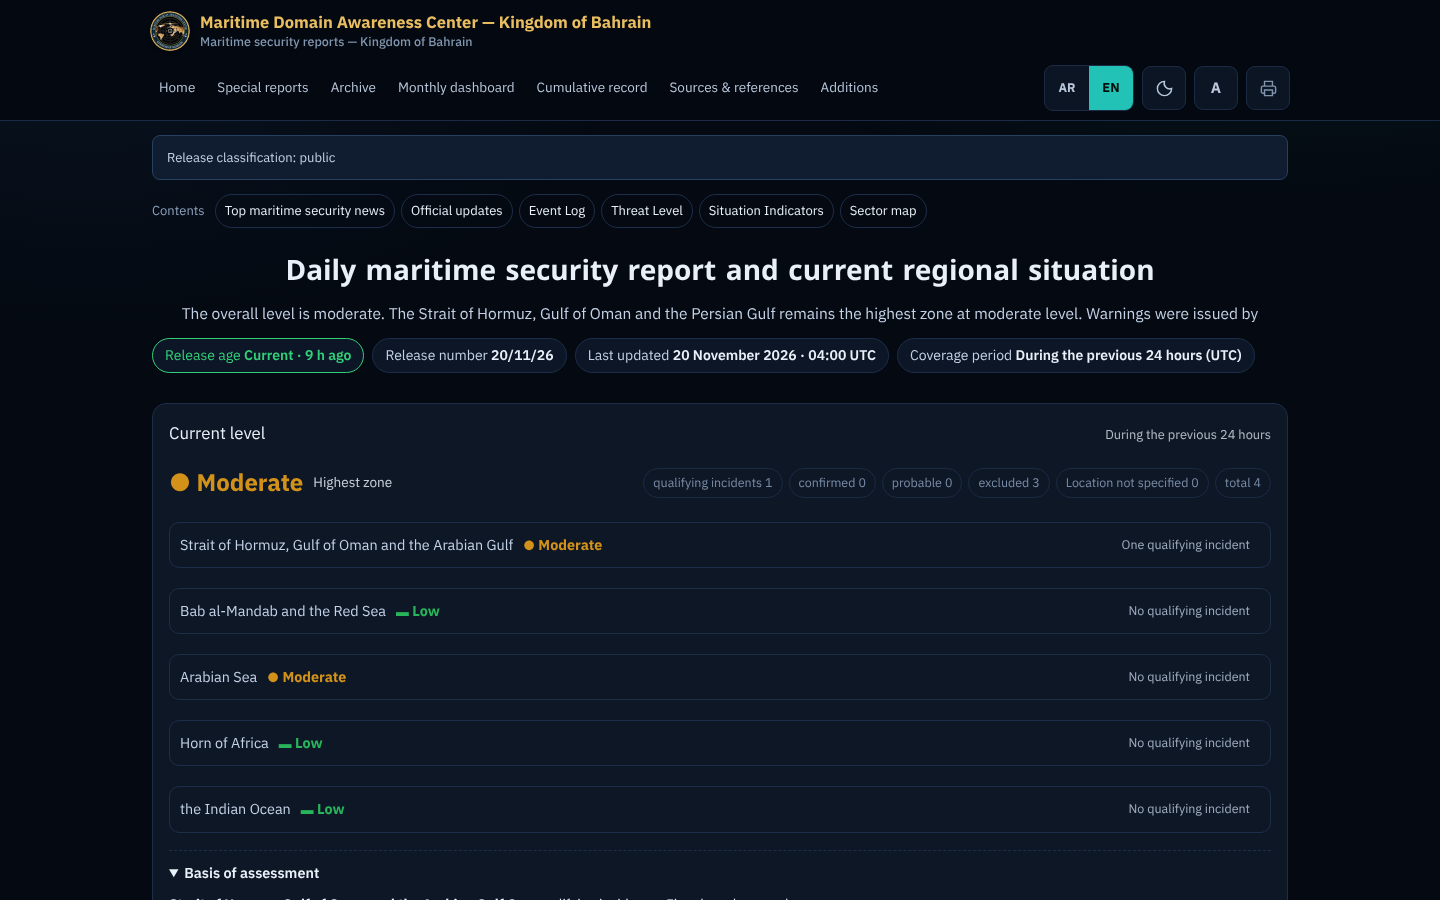 Maritime Domain Awareness Center — Kingdom of Bahrain
Maritime security reports — Kingdom of Bahrain
Home Special reports Archive Monthly dashboard Cumulative record Sources & references Additions AR EN A
Release classification: public
Contents Top maritime security news Official updates Event Log Threat Level Situation Indicators Sector map
Daily maritime security report and current regional situation
The overall level is moderate. The Strait of Hormuz, Gulf of Oman and the Persian Gulf remains the highest zone at moderate level. Warnings were issued by
Release age Current · 9 h ago Release number 20/11/26 Last updated 20 November 2026 · 04:00 UTC Coverage period During the previous 24 hours (UTC)
Current level During the previous 24 hours
Moderate Highest zone qualifying incidents 1 confirmed 0 probable 0 excluded 3 Location not specified 0 total 4
Strait of Hormuz, Gulf of Oman and the Arabian Gulf Moderate One qualifying incident
Bab al-Mandab and the Red Sea Low No qualifying incident
Arabian Sea Moderate No qualifying incident
Horn of Africa Low No qualifying incident
the Indian Ocean Low No qualifying incident
Basis of assessment